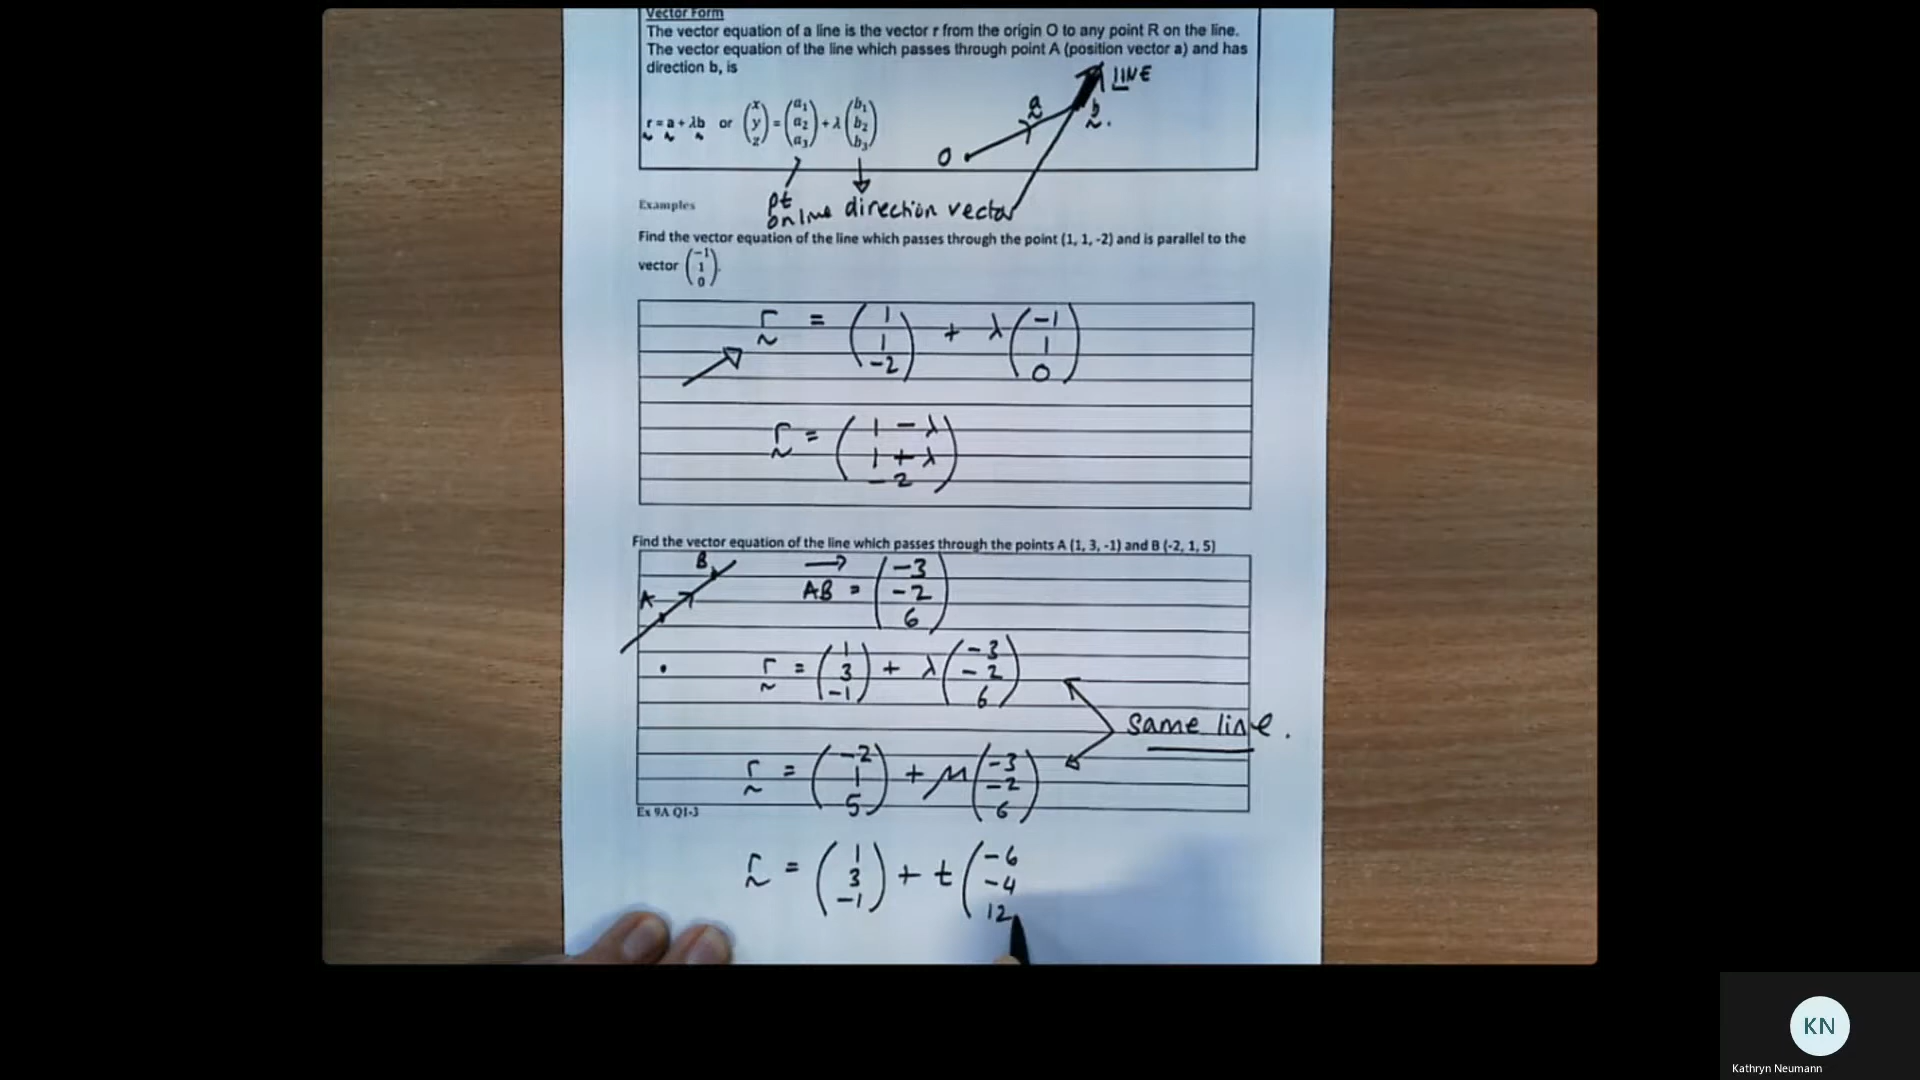 Vector Form
The vector equation of a line is the vector r from the origin O to any point R on the line.
The vector equation of the line which passes through point A (position vector a) and has
direction b, is
r = a + λb or (x y z) = (a₁ a₂ a₃) + λ (b₁ b₂ b₃)
O a b LINE
pt on line direction vector
Examples
Find the vector equation of the line which passes through the point (1, 1, -2) and is parallel to the
vector (-1 1 0).
r = (1 1 -2) + λ (-1 1 0)
r = (1 - λ 1 + λ -2)
Find the vector equation of the line which passes through the points A (1, 3, -1) and B (-2, 1, 5)
A B AB = (-3 -2 6)
r = (1 3 -1) + λ (-3 -2 6)
same line.
r = (-2 1 5) + μ (-3 -2 6)
Ex 9A Q1-3
r = (1 3 -1) + t (-6 -4 12
KN
Kathryn Neumann